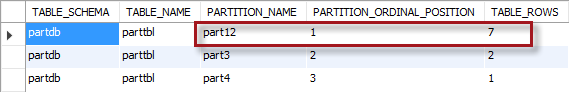 TABLE_SCHEMA TABLE_NAME PARTITION_NAME PARTITION_ORDINAL_POSITION TABLE_ROWS
partdb parttbl part12 1 7
partdb parttbl part3 2 2
partdb parttbl part4 3 1